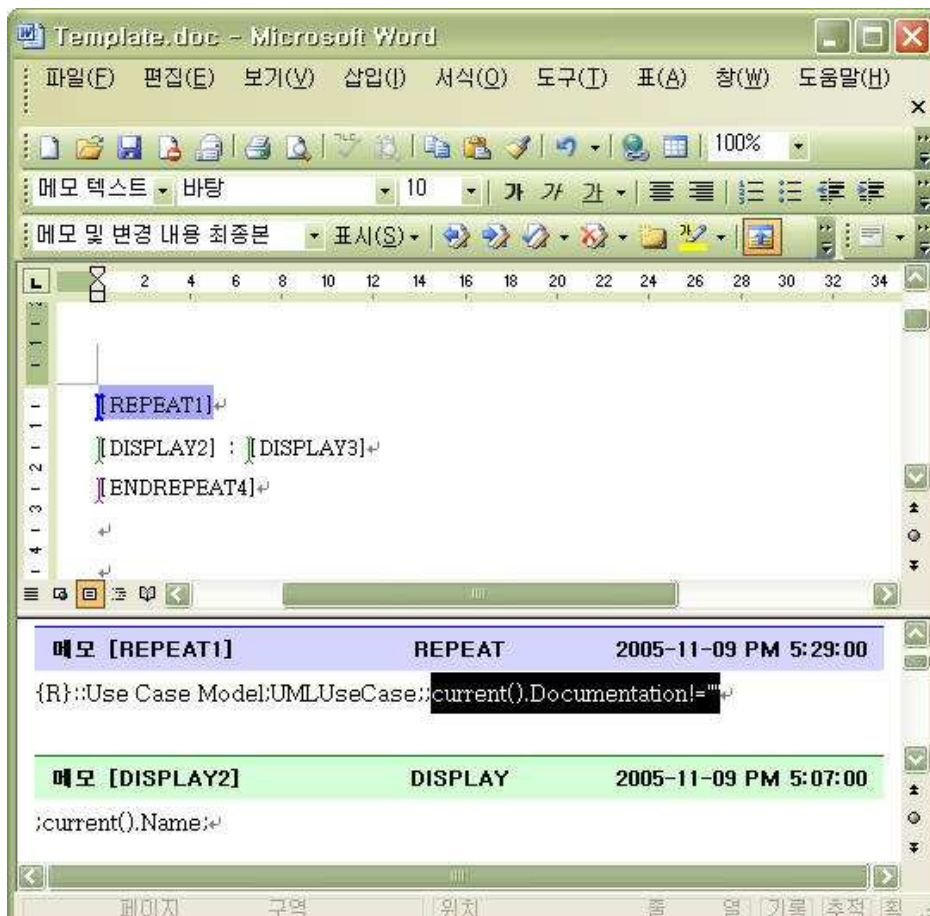 Template.doc - Microsoft Word
파일(F) 편집(E) 보기(V) 삽입(I) 서식(O) 도구(T) 표(A) 창(W) 도움말(H)
100%
메모 텍스트 바탕 10 가 가 가
메모 및 변경 내용 최종본 표시(S)
2 4 6 8 10 12 14 16 18 20 22 24 26 28 30 32 34
[REPEAT1]
[DISPLAY2] : [DISPLAY3]
[ENDREPEAT4]
메모 [REPEAT1] REPEAT 2005-11-09 PM 5:29:00
{R}::Use Case Model;UMLUseCase;;current().Documentation!=""
메모 [DISPLAY2] DISPLAY 2005-11-09 PM 5:07:00
;current().Name;
페이지 구역 위치 줄 열 기록 추적 확